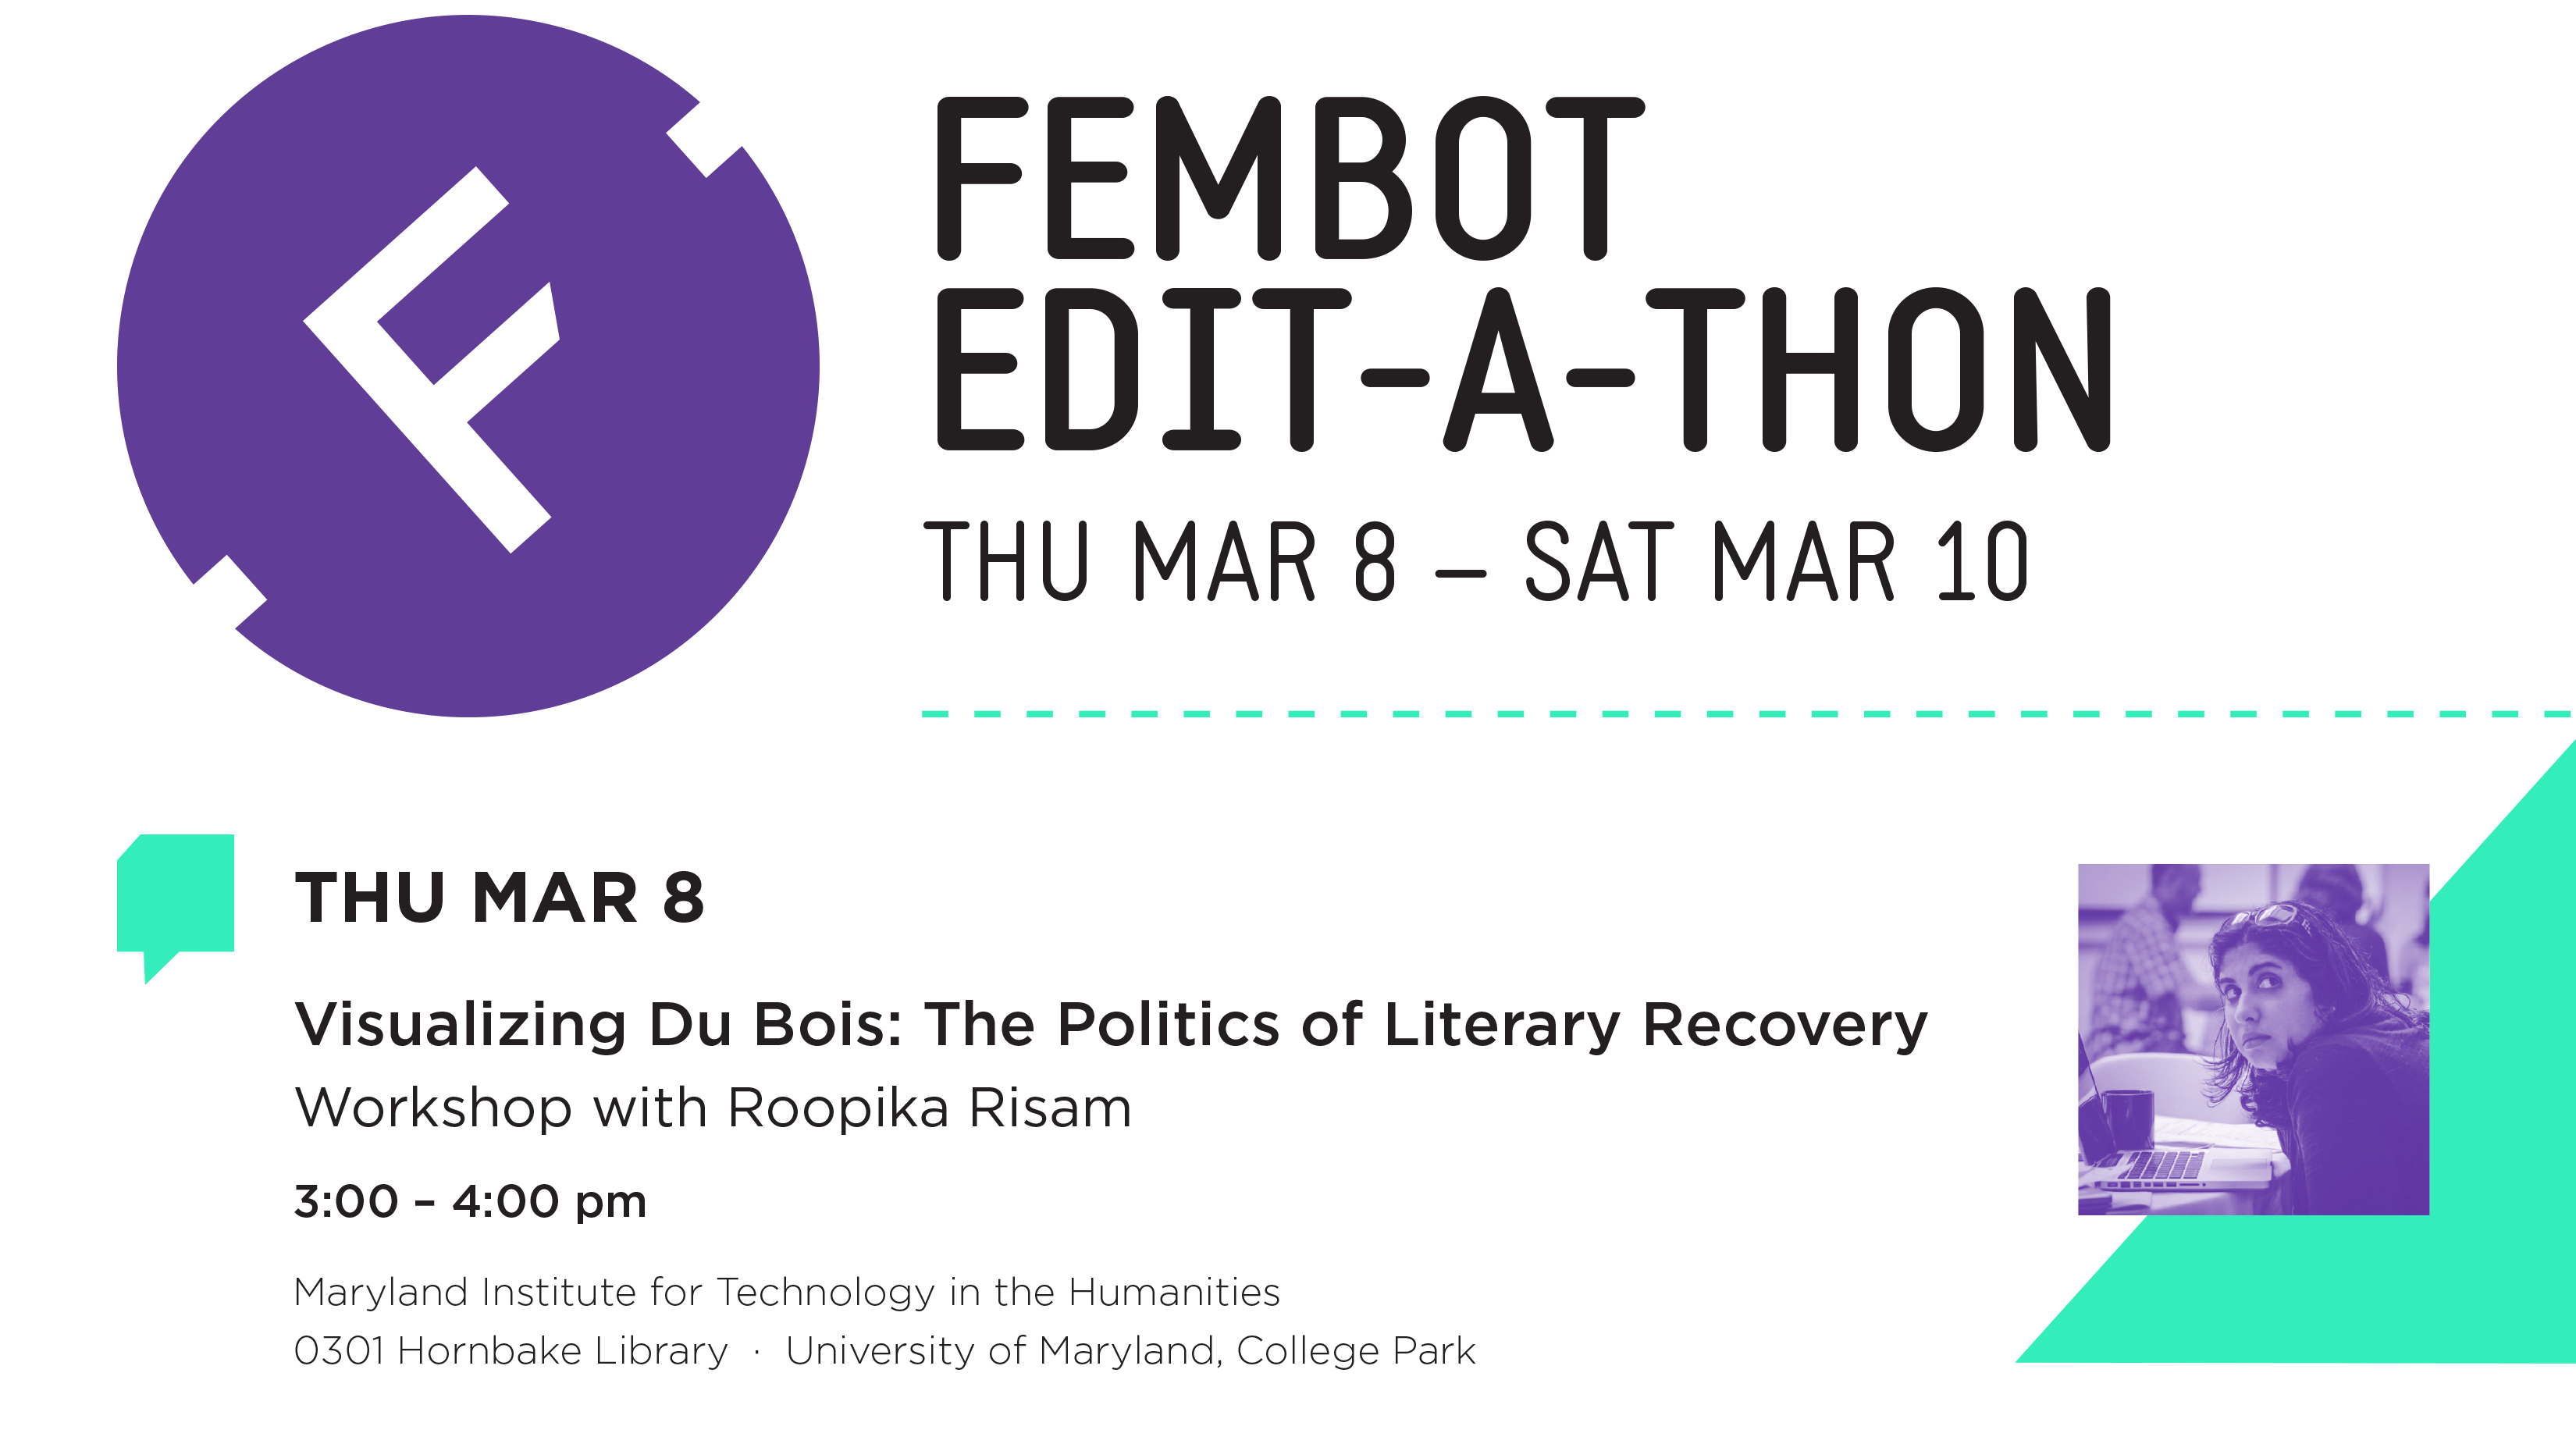 F
FEMBOT
EDIT-A-THON
THU MAR 8 – SAT MAR 10
THU MAR 8
Visualizing Du Bois: The Politics of Literary Recovery
Workshop with Roopika Risam
3:00 – 4:00 pm
Maryland Institute for Technology in the Humanities
0301 Hornbake Library · University of Maryland, College Park